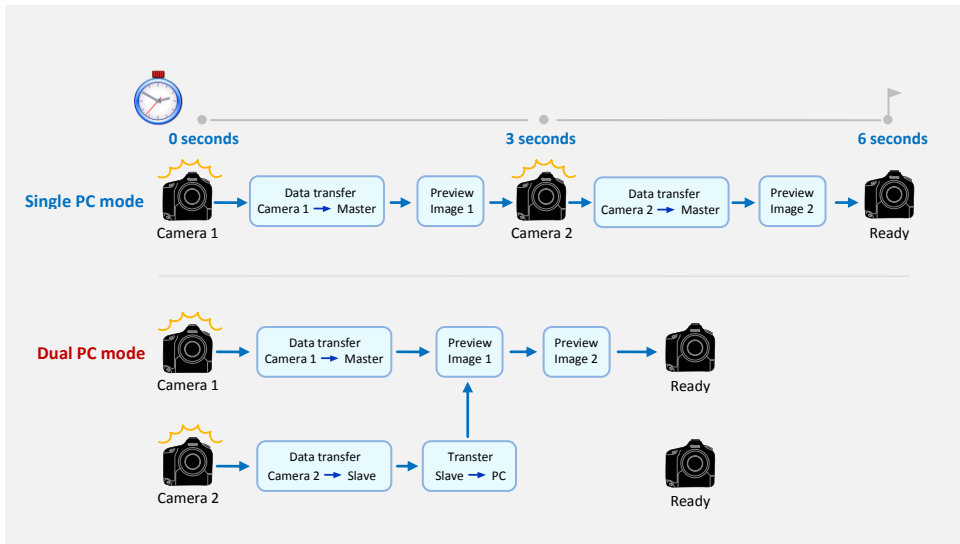 0 seconds
3 seconds
6 seconds
Single PC mode
Camera 1
Data transfer
Camera 1 → Master
Preview
Image 1
Camera 2
Data transfer
Camera 2 → Master
Preview
Image 2
Ready
Dual PC mode
Camera 1
Data transfer
Camera 1 → Master
Preview
Image 1
Preview
Image 2
Ready
Camera 2
Data transfer
Camera 2 → Slave
Transter
Slave → PC
Ready